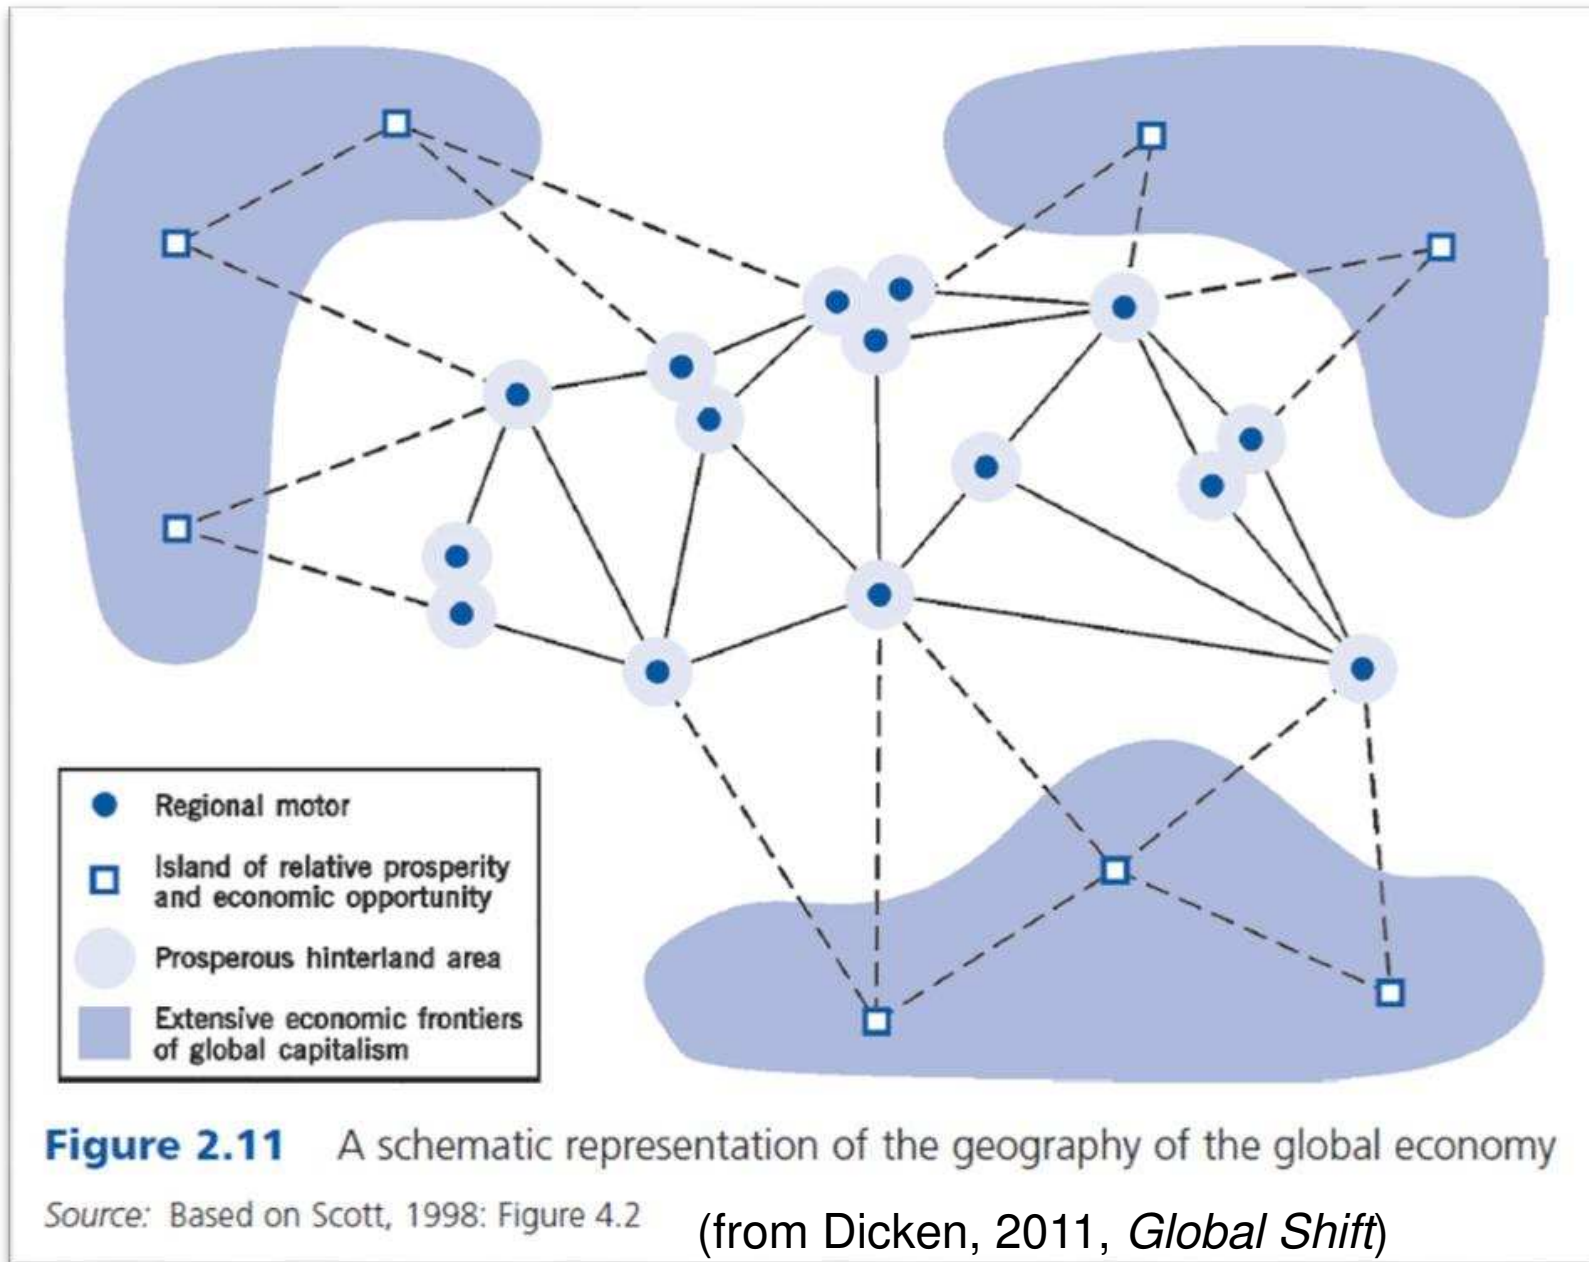 Regional motor
Island of relative prosperity
and economic opportunity
Prosperous hinterland area
Extensive economic frontiers
of global capitalism
Figure 2.11 A schematic representation of the geography of the global economy
Source: Based on Scott, 1998: Figure 4.2 (from Dicken, 2011, Global Shift)